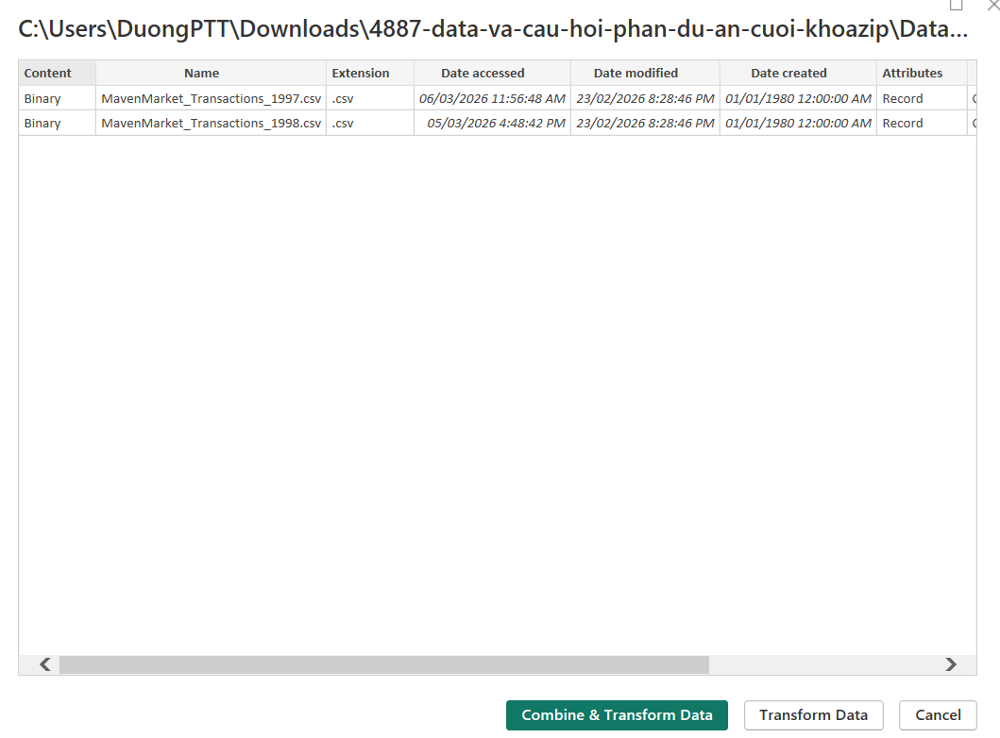 C:\Users\DuongPTT\Downloads\4887-data-va-cau-hoi-phan-du-an-cuoi-khoazip\Data...
Content Name Extension Date accessed Date modified Date created Attributes
Binary MavenMarket_Transactions_1997.csv .csv 06/03/2026 11:56:48 AM 23/02/2026 8:28:46 PM 01/01/1980 12:00:00 AM Record
Binary MavenMarket_Transactions_1998.csv .csv 05/03/2026 4:48:42 PM 23/02/2026 8:28:46 PM 01/01/1980 12:00:00 AM Record
Combine & Transform Data Transform Data Cancel